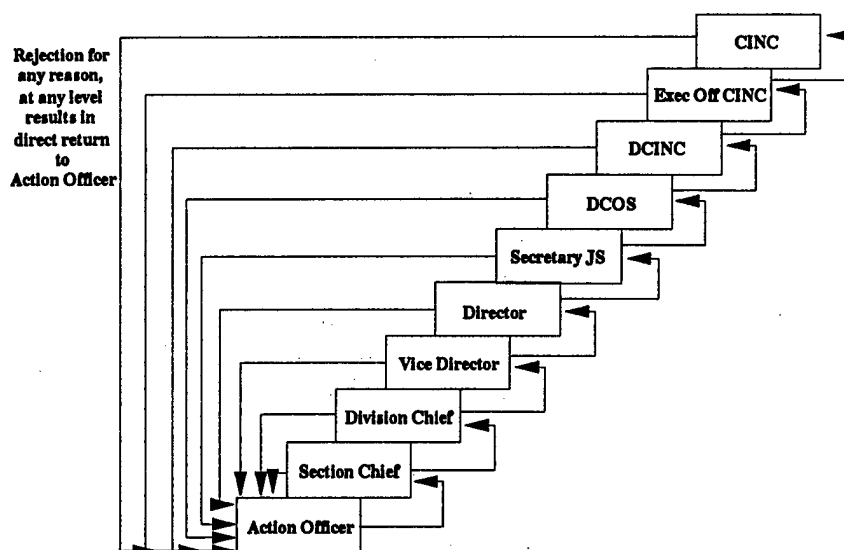 CINC
Rejection for
any reason,
at any level
results in
direct return
to
Action Officer
Exec Off CINC
DCINC
DCOS
Secretary JS
Director
Vice Director
Division Chief
Section Chief
Action Officer